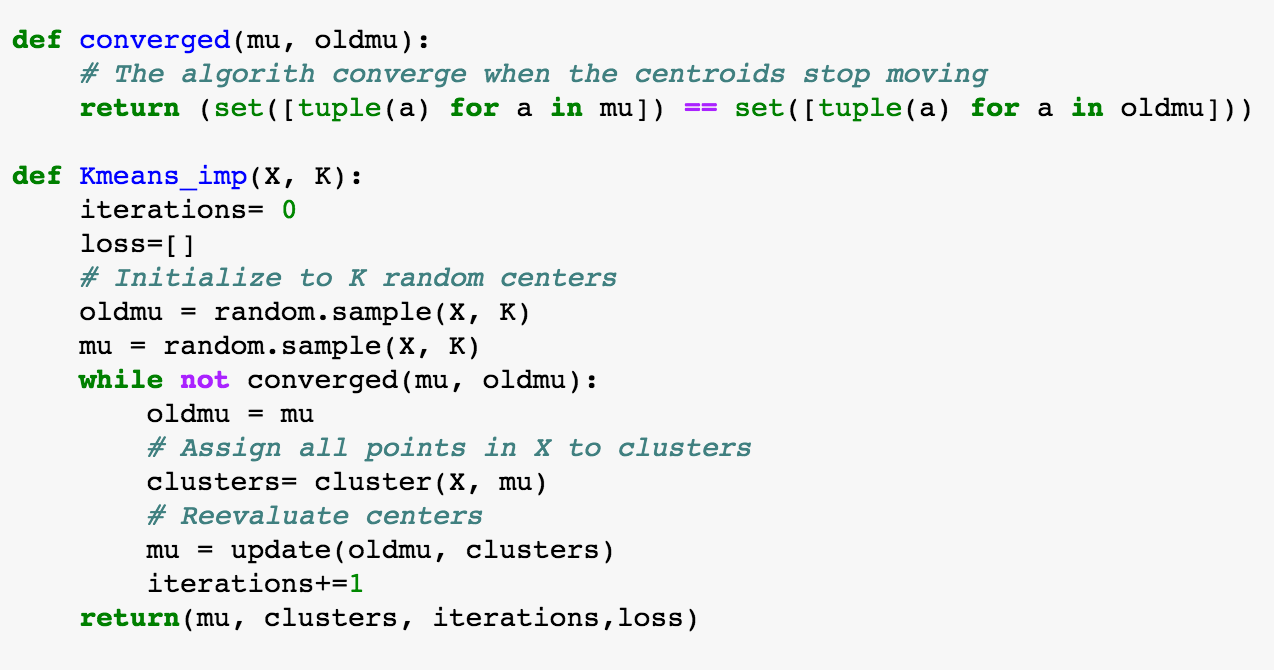 def converged(mu, oldmu):
    # The algorith converge when the centroids stop moving
    return (set([tuple(a) for a in mu]) == set([tuple(a) for a in oldmu]))

def Kmeans_imp(X, K):
    iterations= 0
    loss=[]
    # Initialize to K random centers
    oldmu = random.sample(X, K)
    mu = random.sample(X, K)
    while not converged(mu, oldmu):
        oldmu = mu
        # Assign all points in X to clusters
        clusters= cluster(X, mu)
        # Reevaluate centers
        mu = update(oldmu, clusters)
        iterations+=1
    return(mu, clusters, iterations,loss)